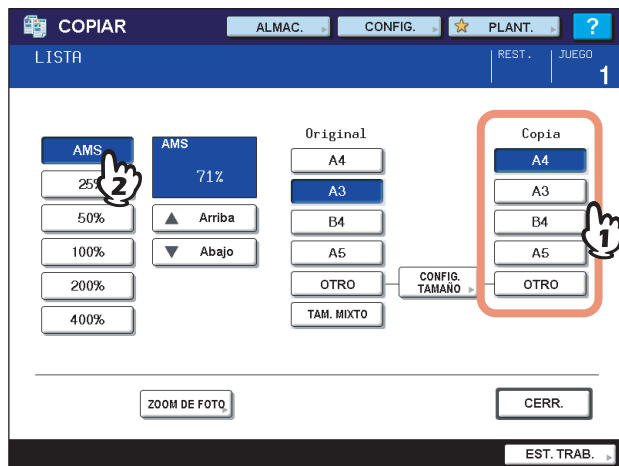 COPIAR
ALMAC.
CONFIG.
PLANT.
?
LISTA
REST.
JUEGO
1
AMS
25
50%
100%
200%
400%
2
AMS
71%
Arriba
Abajo
Original
A4
A3
B4
A5
OTRO
TAM. MIXTO
CONFIG.
TAMAÑO
Copia
A4
A3
B4
A5
OTRO
1
ZOOM DE FOTO
CERR.
EST. TRAB.